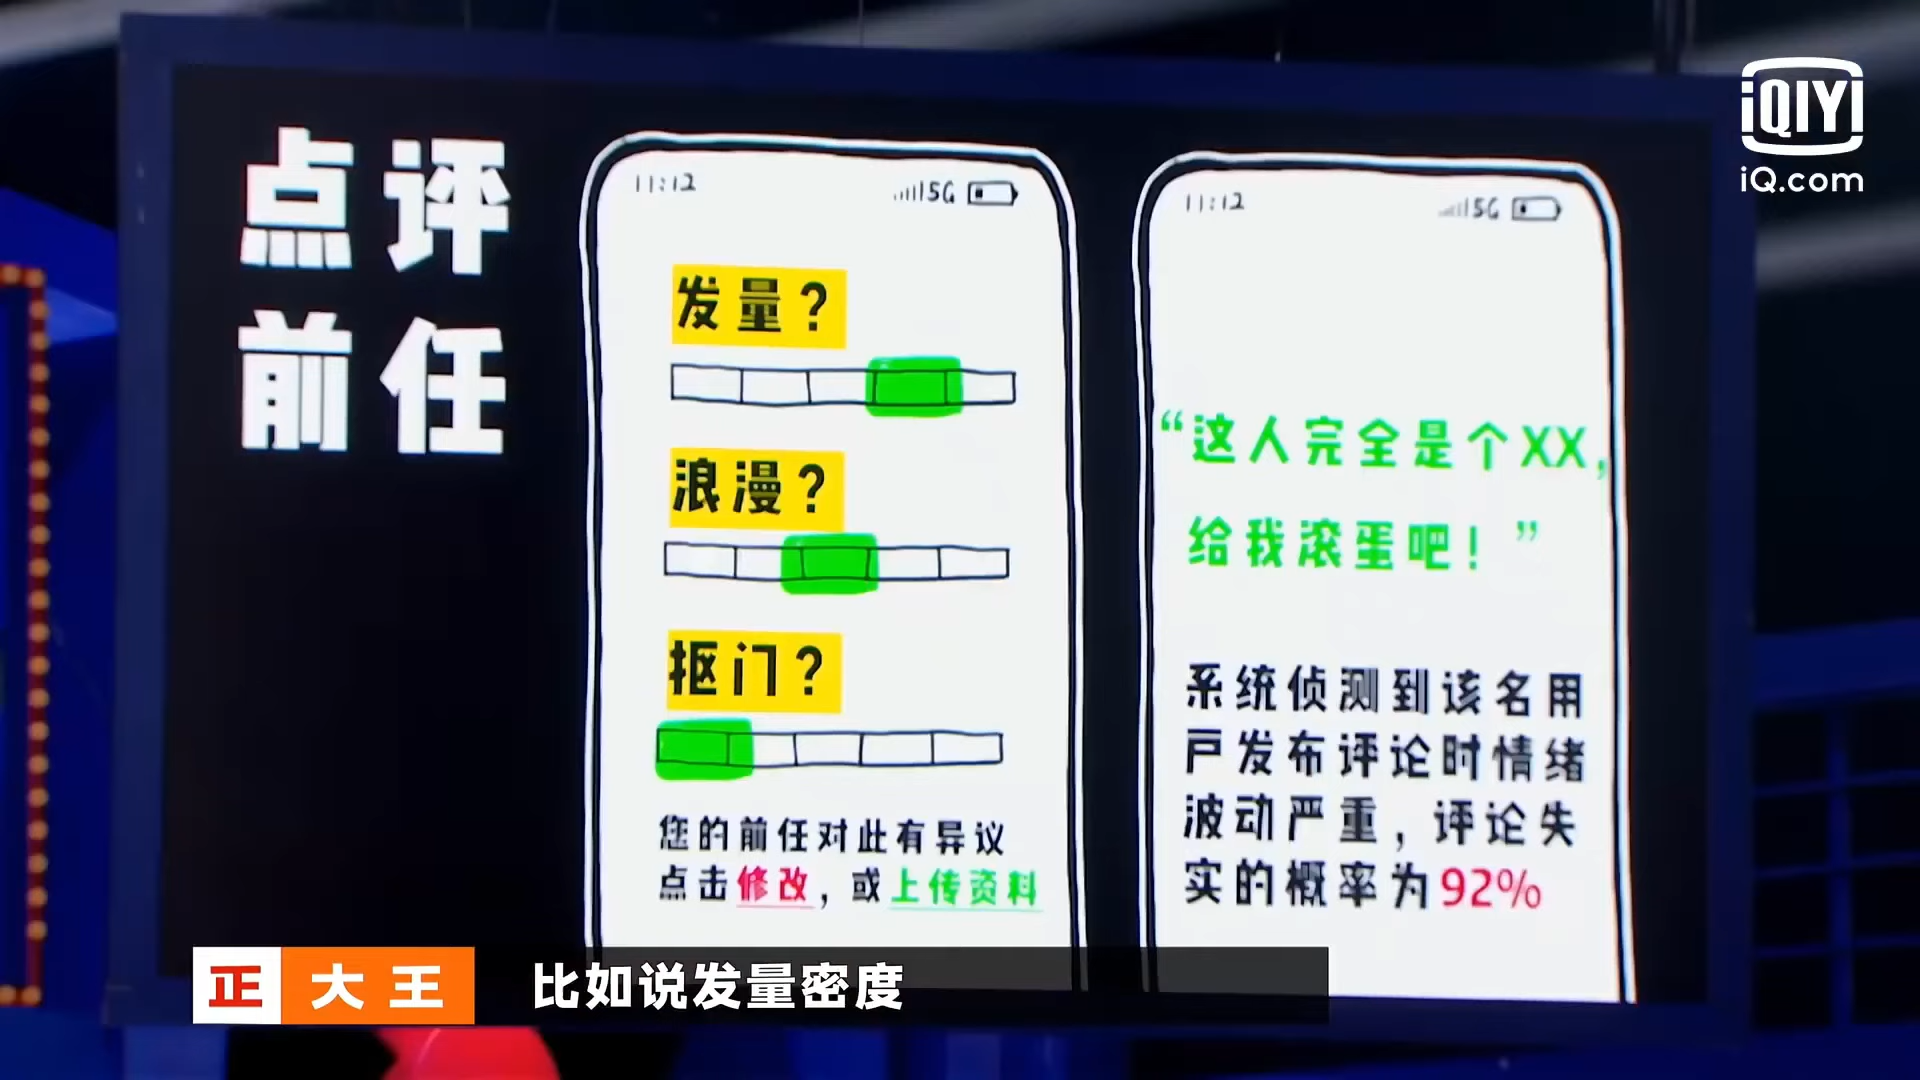 点评
前任
11:12 5G
发量？
浪漫？
抠门？
您的前任对此有异议
点击修改，或上传资料
11:12 5G
“这人完全是个XX，
给我滚蛋吧！”
系统侦测到该名用
户发布评论时情绪
波动严重，评论失
实的概率为92%
iQIYI
iQ.com
正 大王 比如说发量密度